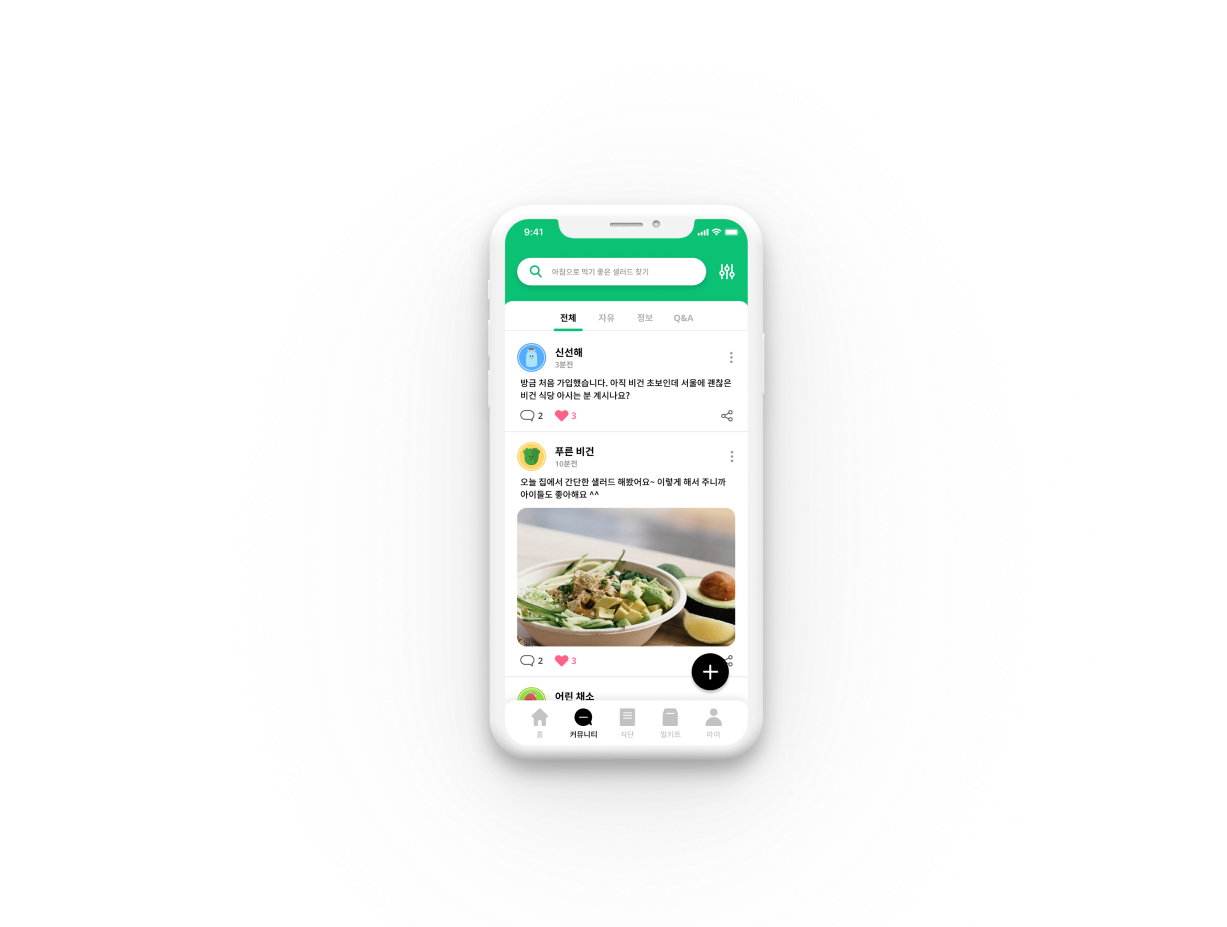 9:41
아침으로 먹기 좋은 샐러드 찾기
전체 자유 정보 Q&A
신선해
3분전
방금 처음 가입했습니다. 아직 비건 초보인데 서울에 괜찮은
비건 식당 아시는 분 계시나요?
2 3
푸른 비건
10분전
오늘 집에서 간단한 샐러드 해봤어요~ 이렇게 해서 주니까
아이들도 좋아해요 ^^
2 3
어린 채소
홈 커뮤니티 식단 밀키트 마이